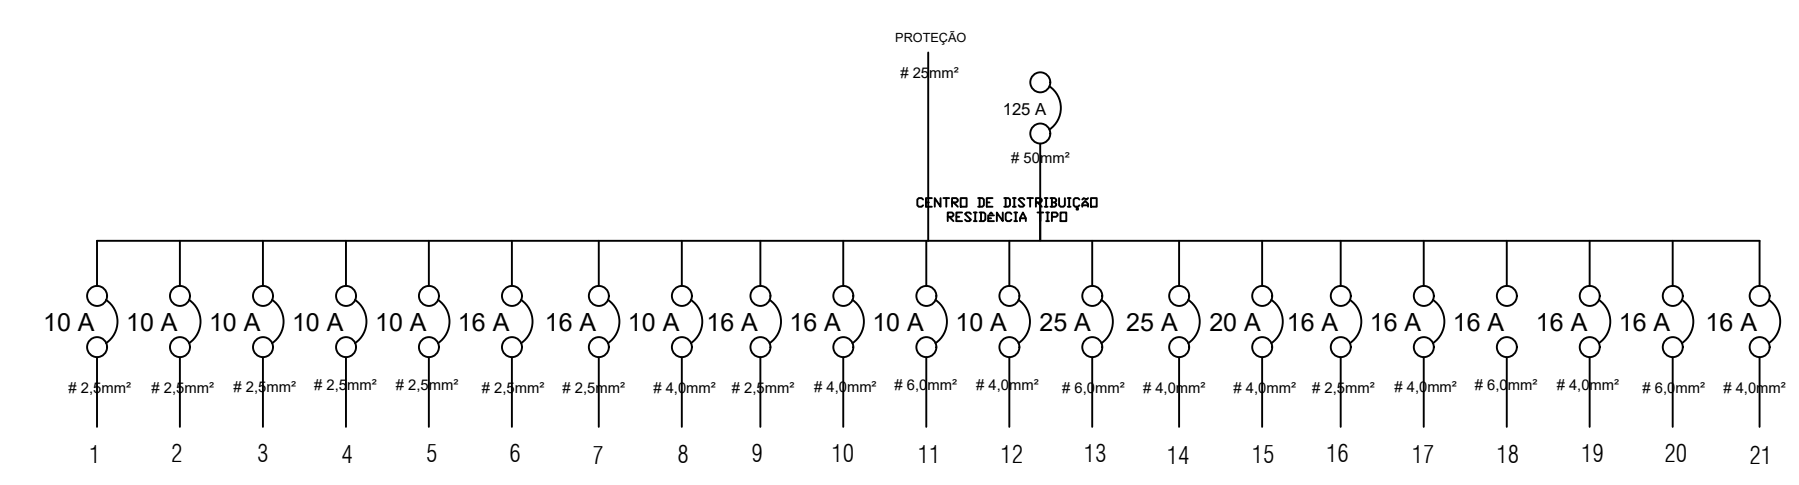 PROTEÇÃO
# 25mm²
125 A
# 50mm²
CENTRO DE DISTRIBUIÇÃO
RESIDÊNCIA TIPO
10 A 10 A 10 A 10 A 10 A 16 A 16 A 10 A 16 A 16 A 10 A 10 A 25 A 25 A 20 A 16 A 16 A 16 A 16 A 16 A 16 A
# 2,5mm² # 2,5mm² # 2,5mm² # 2,5mm² # 2,5mm² # 2,5mm² # 2,5mm² # 4,0mm² # 2,5mm² # 4,0mm² # 6,0mm² # 4,0mm² # 6,0mm² # 4,0mm² # 4,0mm² # 2,5mm² # 4,0mm² # 6,0mm² # 4,0mm² # 6,0mm² # 4,0mm²
1 2 3 4 5 6 7 8 9 10 11 12 13 14 15 16 17 18 19 20 21